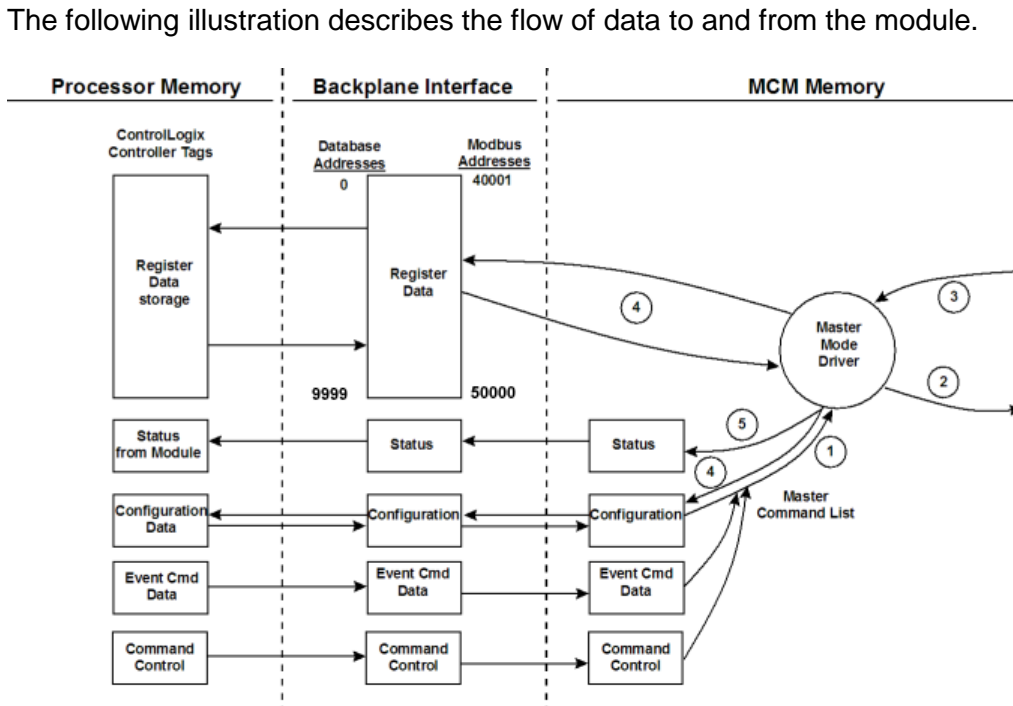 The following illustration describes the flow of data to and from the module.
Processor Memory
Backplane Interface
MCM Memory
ControlLogix
Controller Tags
Database
Addresses
0
Modbus
Addresses
40001
Register
Data
storage
Register
Data
4
3
Master
Mode
Driver
2
9999
50000
Status
from Module
Status
Status
5
1
4
Configuration
Data
Configuration
Configuration
Master
Command List
Event Cmd
Data
Event Cmd
Data
Event Cmd
Data
Command
Control
Command
Control
Command
Control